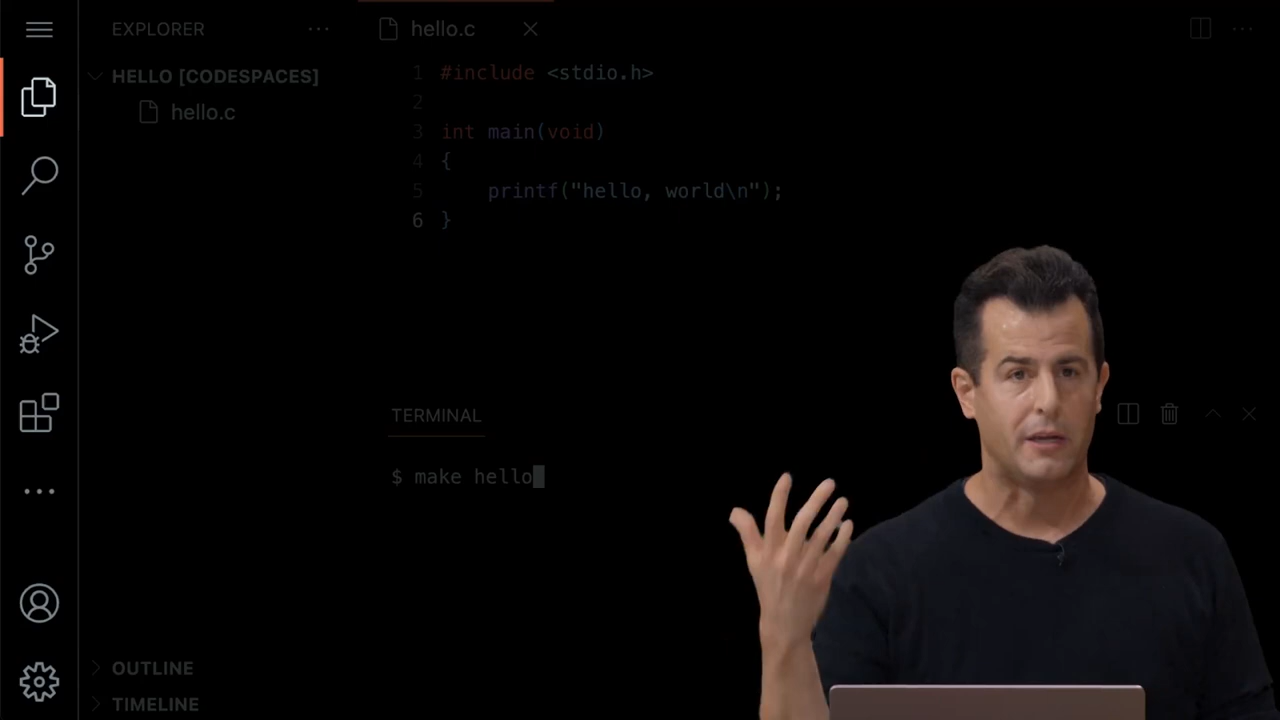 EXPLORER
hello.c
HELLO [CODESPACES]
hello.c
1 #include <stdio.h>
2
3 int main(void)
4 {
5 printf("hello, world\n");
6 }
TERMINAL
$ make hello
OUTLINE
TIMELINE